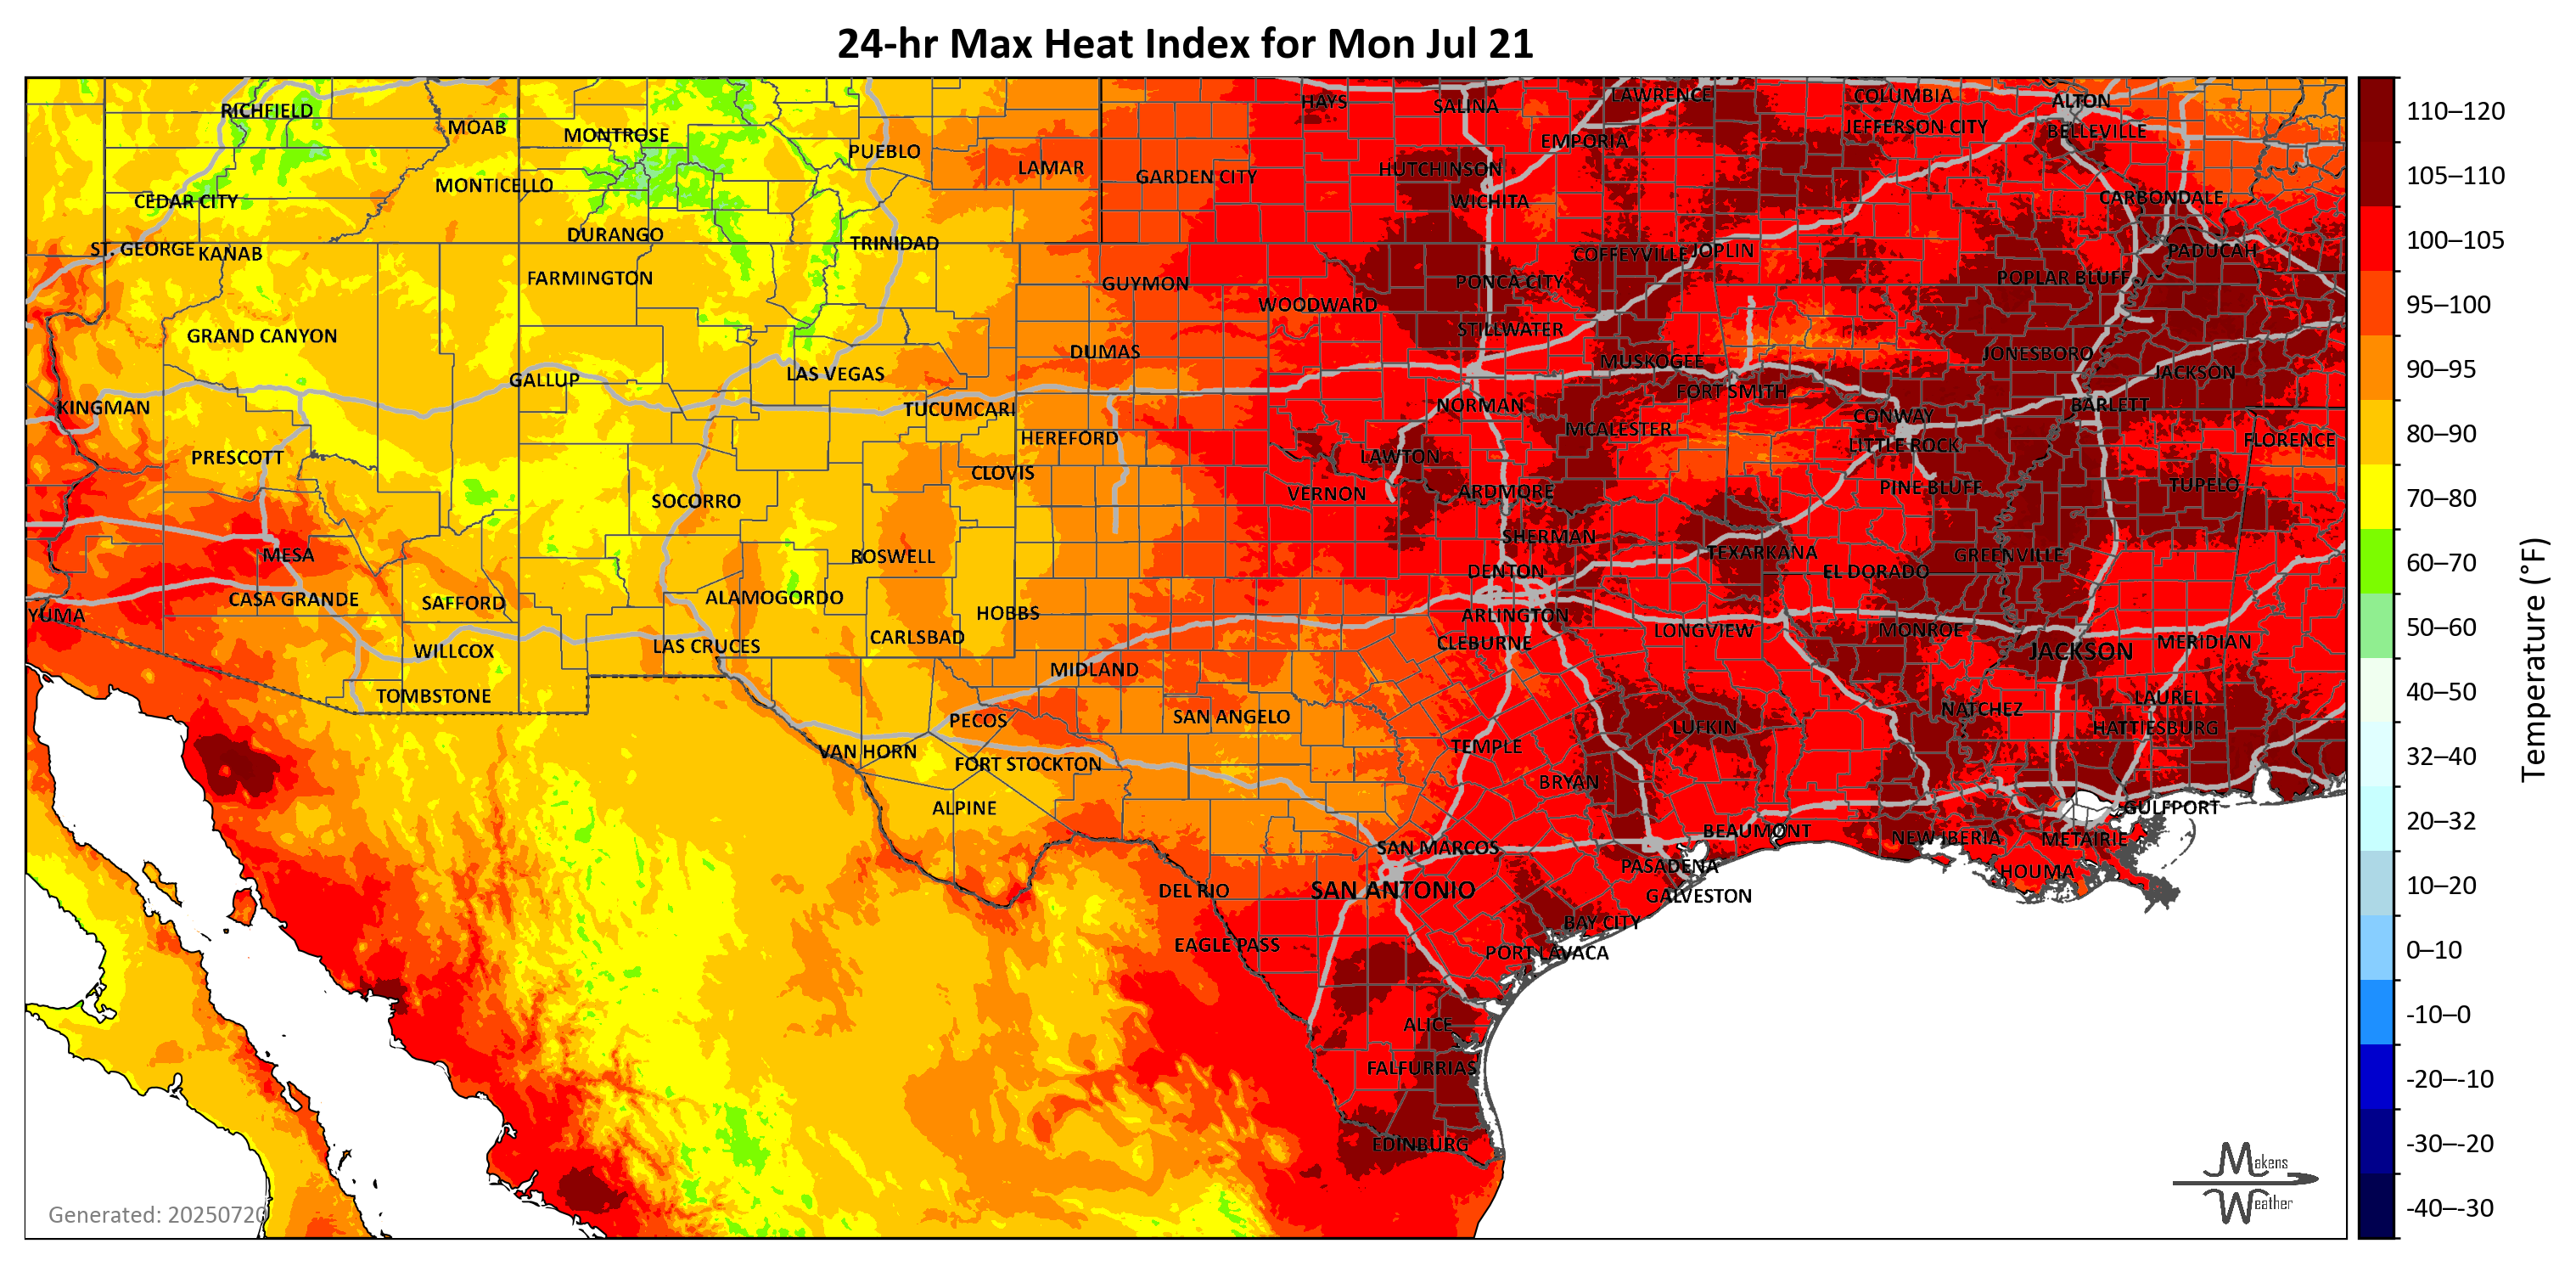 24-hr Max Heat Index for Mon Jul 21
RICHFIELD
MOAB
MONTROSE
PUEBLO
LAMAR
GARDEN CITY
HAYS
SALINA
LAWRENCE
EMPORIA
COLUMBIA
JEFFERSON CITY
ALTON
BELLEVILLE
HUTCHINSON
WICHITA
CEDAR CITY
MONTICELLO
DURANGO
TRINIDAD
CARBONDALE
ST. GEORGE
KANAB
FARMINGTON
GUYMON
WOODWARD
PONCA CITY
COFFEYVILLE
JOPLIN
POPLAR BLUFF
PADUCAH
GRAND CANYON
DUMAS
STILLWATER
MUSKOGEE
JONESBORO
JACKSON
KINGMAN
GALLUP
LAS VEGAS
TUCUMCARI
HEREFORD
NORMAN
FORT SMITH
CONWAY
BARLETT
PRESCOTT
CLOVIS
LAWTON
MCALESTER
LITTLE ROCK
FLORENCE
SOCORRO
VERNON
ARDMORE
PINE BLUFF
TUPELO
MESA
ROSWELL
SHERMAN
TEXARKANA
GREENVILLE
DENTON
EL DORADO
YUMA
CASA GRANDE
SAFFORD
ALAMOGORDO
HOBBS
ARLINGTON
WILLCOX
LAS CRUCES
CARLSBAD
CLEBURNE
LONGVIEW
MONROE
JACKSON
MERIDIAN
TOMBSTONE
MIDLAND
PECOS
SAN ANGELO
TEMPLE
LUFKIN
NATCHEZ
LAUREL
HATTIESBURG
VAN HORN
FORT STOCKTON
BRYAN
ALPINE
GULFPORT
SAN MARCOS
BEAUMONT
NEW IBERIA
METAIRIE
DEL RIO
SAN ANTONIO
PASADENA
GALVESTON
HOUMA
EAGLE PASS
BAY CITY
PORT LAVACA
ALICE
FALFURRIAS
EDINBURG
Generated: 20250720
Makens
Weather
110–120
105–110
100–105
95–100
90–95
80–90
70–80
60–70
50–60
40–50
32–40
20–32
10–20
0–10
-10–0
-20–-10
-30–-20
-40–-30
Temperature (°F)